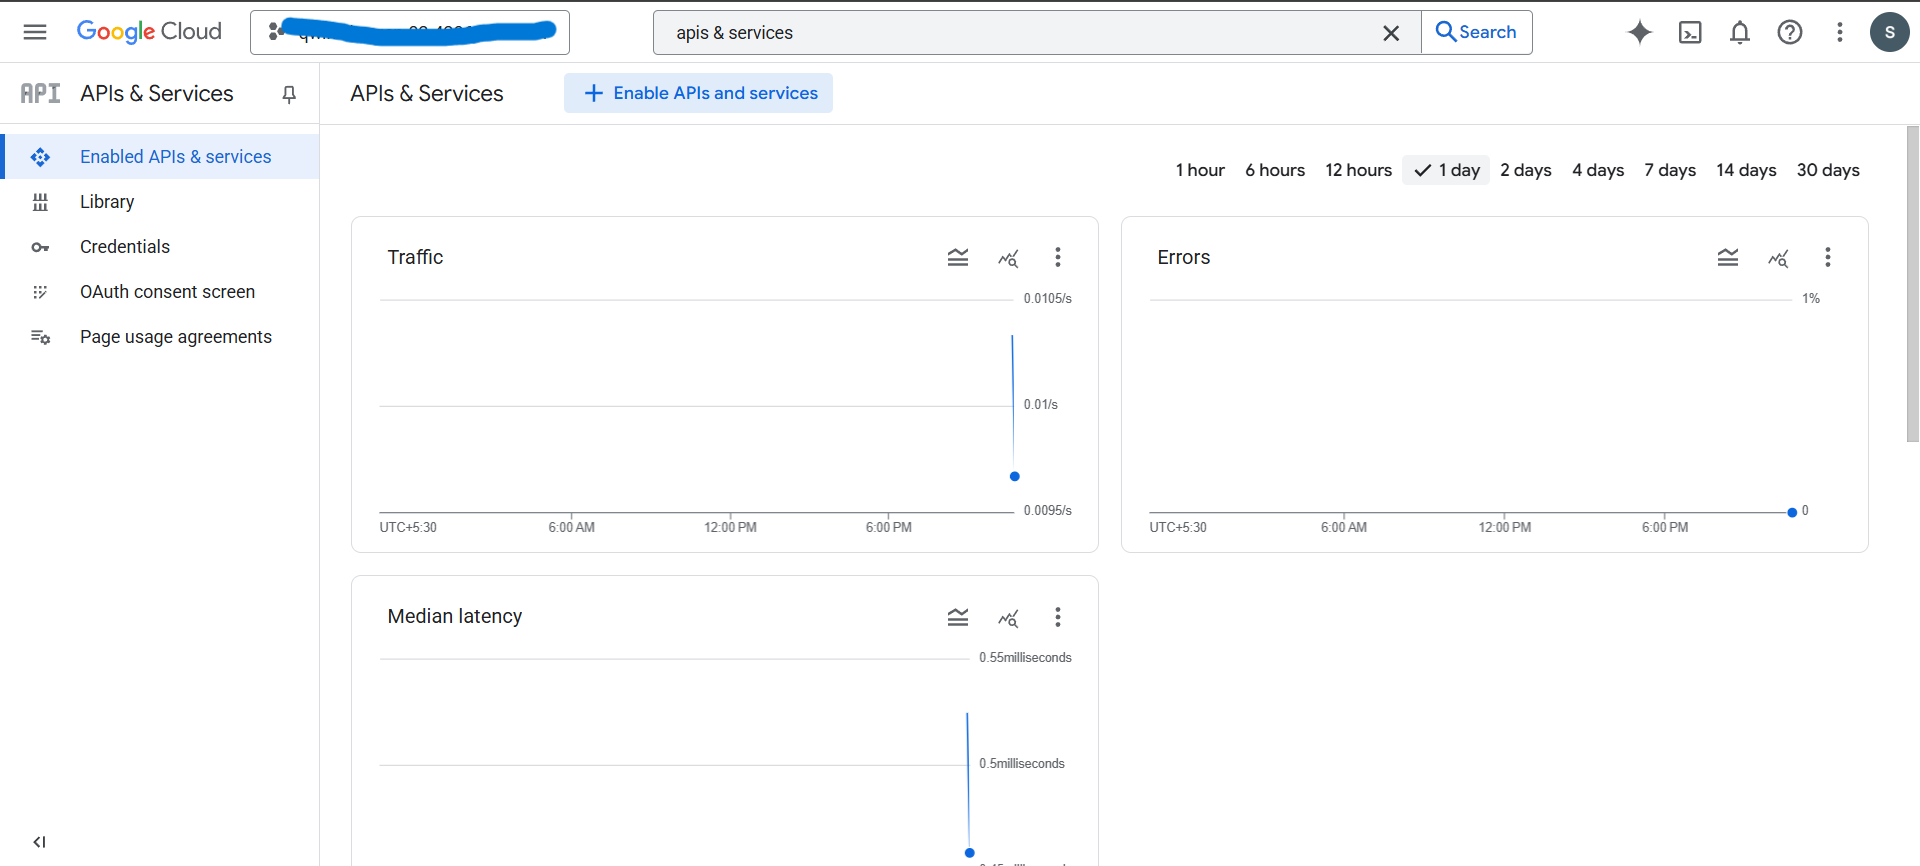 Google Cloud
apis & services
Search
S
API
APIs & Services
APIs & Services
Enable APIs and services
Enabled APIs & services
Library
Credentials
OAuth consent screen
Page usage agreements
1 hour
6 hours
12 hours
1 day
2 days
4 days
7 days
14 days
30 days
Traffic
0.0105/s
0.01/s
0.0095/s
UTC+5:30
6:00 AM
12:00 PM
6:00 PM
Errors
1%
0
UTC+5:30
6:00 AM
12:00 PM
6:00 PM
Median latency
0.55milliseconds
0.5milliseconds